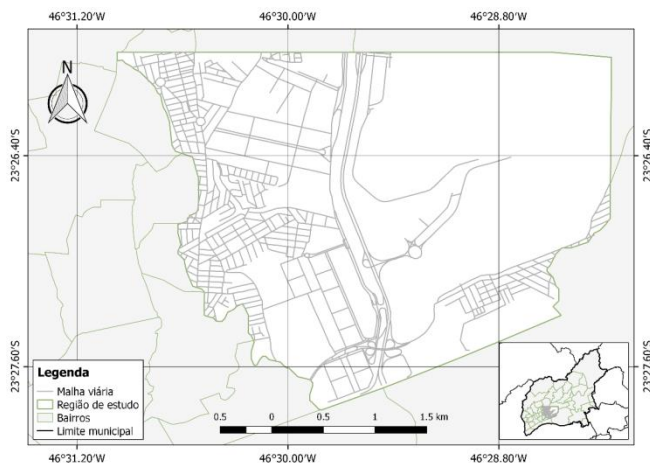 46°31.20'W 46°30.00'W 46°28.80'W
N
23°26.40'S 23°26.40'S
23°27.60'S 23°27.60'S
Legenda
Malha viária
Região de estudo
Bairros
Limite municipal
0.5 0 0.5 1 1.5 km
46°31.20'W 46°30.00'W 46°28.80'W